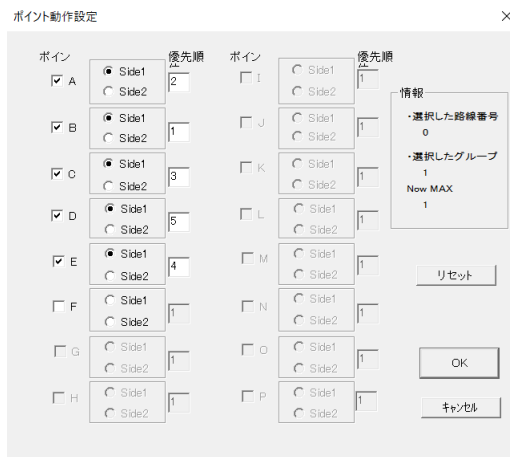 ポイント動作設定
ポイン 優先順
A Side1 2
Side2
B Side1 1
Side2
C Side1 3
Side2
D Side1 5
Side2
E Side1 4
Side2
F Side1 1
Side2
G Side1 1
Side2
H Side1 1
Side2
ポイン 優先順
I Side1 1
Side2
J Side1 1
Side2
K Side1 1
Side2
L Side1 1
Side2
M Side1 1
Side2
N Side1 1
Side2
O Side1 1
Side2
P Side1 1
Side2
情報
・選択した路線番号
0
・選択したグループ
1
Now MAX
1
リセット
OK
キャンセル